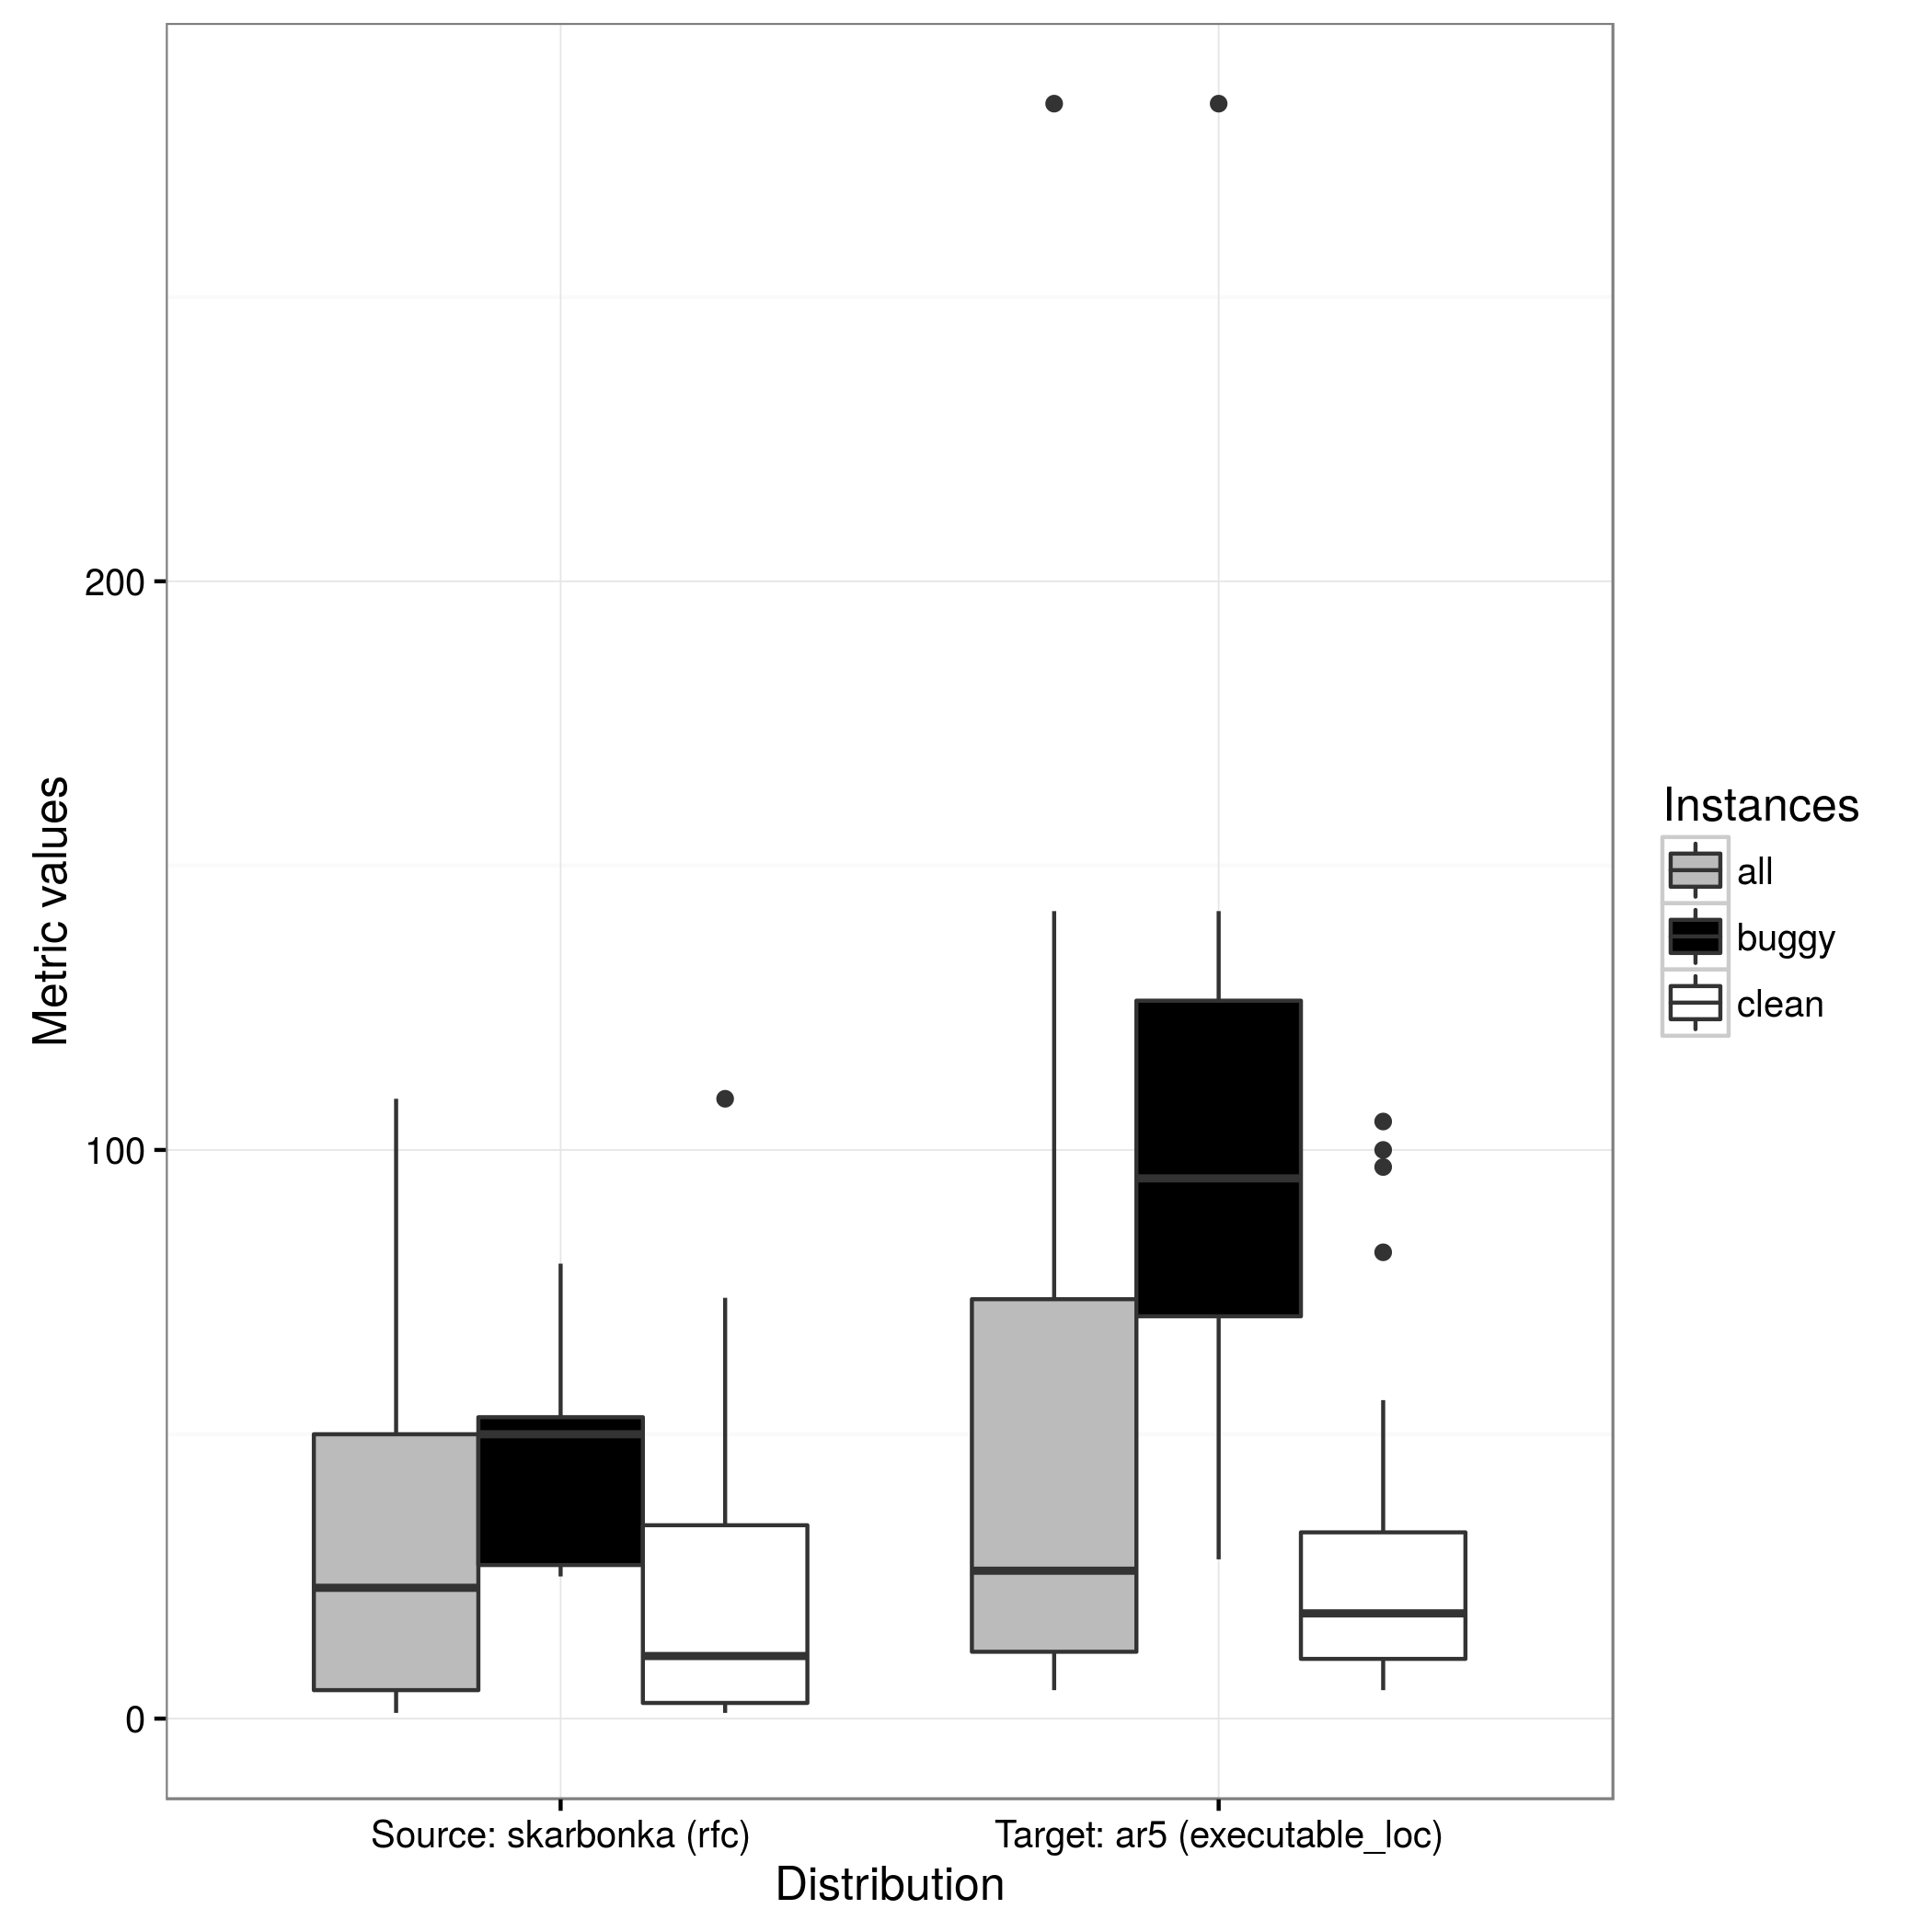 Metric values
200
100
0
Source: skarbonka (rfc)
Target: ar5 (executable_loc)
Distribution
Instances
all
buggy
clean